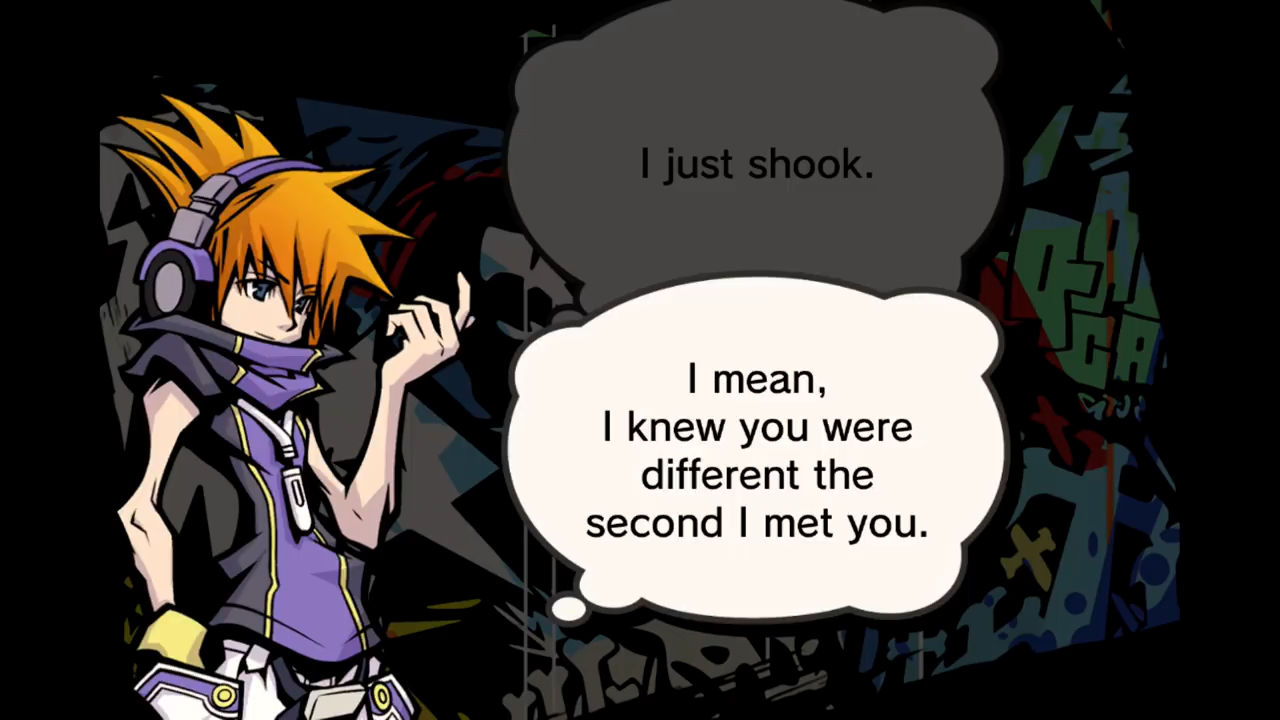 I just shook.
I mean,
I knew you were
different the
second I met you.